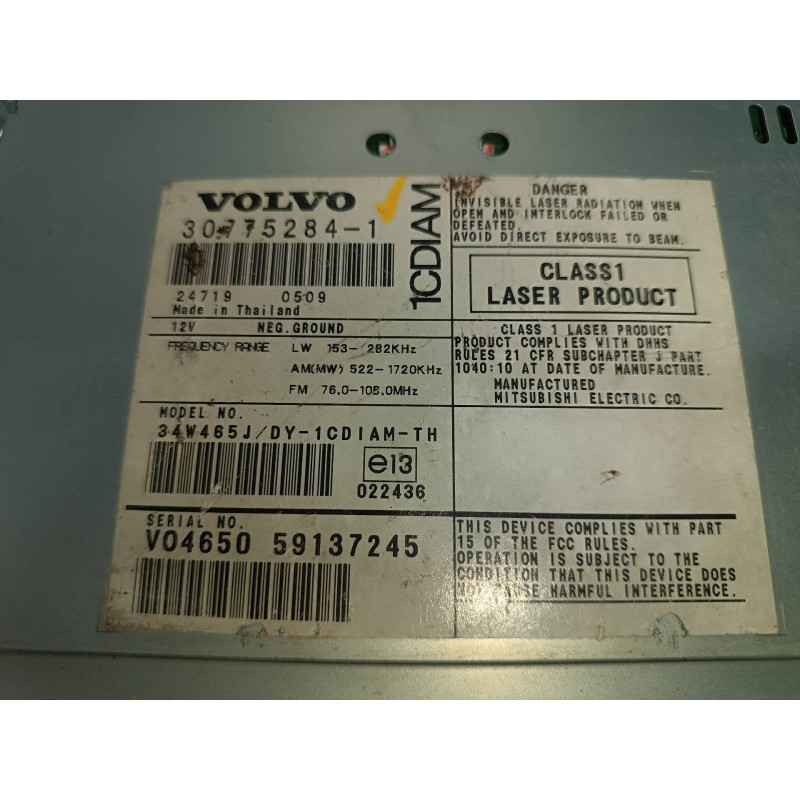 VOLVO
30775284-1
1CDIAM
24719 0509
Made in Thailand
12V NEG.GROUND
FREQUENCY RANGE LW 153-282KHz
AM(MW) 522-1720KHz
FM 76.0-108.0MHz
MODEL NO.
34W465J/DY-1CDIAM-TH
e13
022436
SERIAL NO.
V04650 59137245
DANGER
INVISIBLE LASER RADIATION WHEN
OPEN AND INTERLOCK FAILED OR
DEFEATED.
AVOID DIRECT EXPOSURE TO BEAM.
CLASS1
LASER PRODUCT
CLASS 1 LASER PRODUCT
PRODUCT COMPLIES WITH DHHS
RULES 21 CFR SUBCHAPTER J PART
1040:10 AT DATE OF MANUFACTURE.
MANUFACTURED
MITSUBISHI ELECTRIC CO.
THIS DEVICE COMPLIES WITH PART
15 OF THE FCC RULES.
OPERATION IS SUBJECT TO THE
CONDITION THAT THIS DEVICE DOES
NOT CAUSE HARMFUL INTERFERENCE.